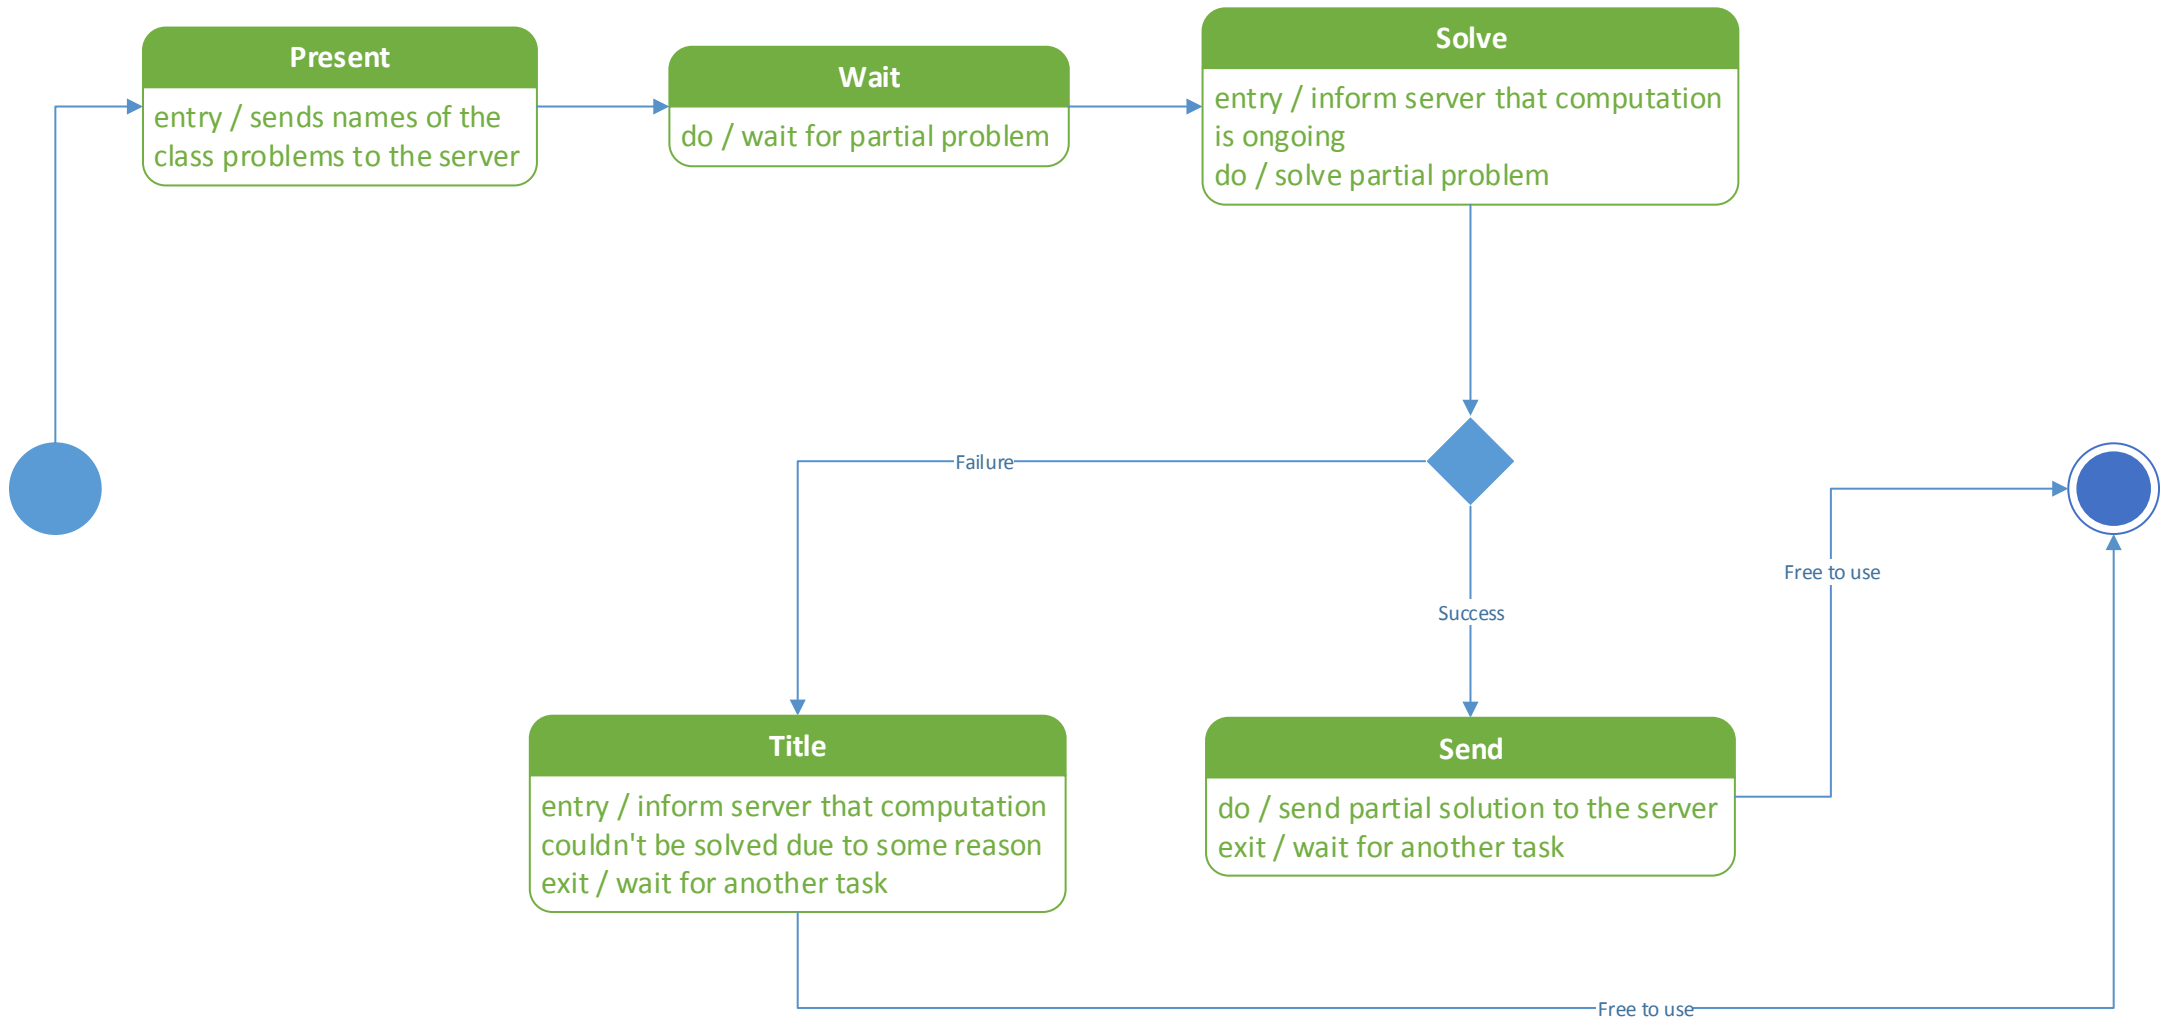 Present
entry / sends names of the
class problems to the server
Wait
do / wait for partial problem
Solve
entry / inform server that computation
is ongoing
do / solve partial problem
Failure
Success
Free to use
Title
entry / inform server that computation
couldn't be solved due to some reason
exit / wait for another task
Send
do / send partial solution to the server
exit / wait for another task
Free to use